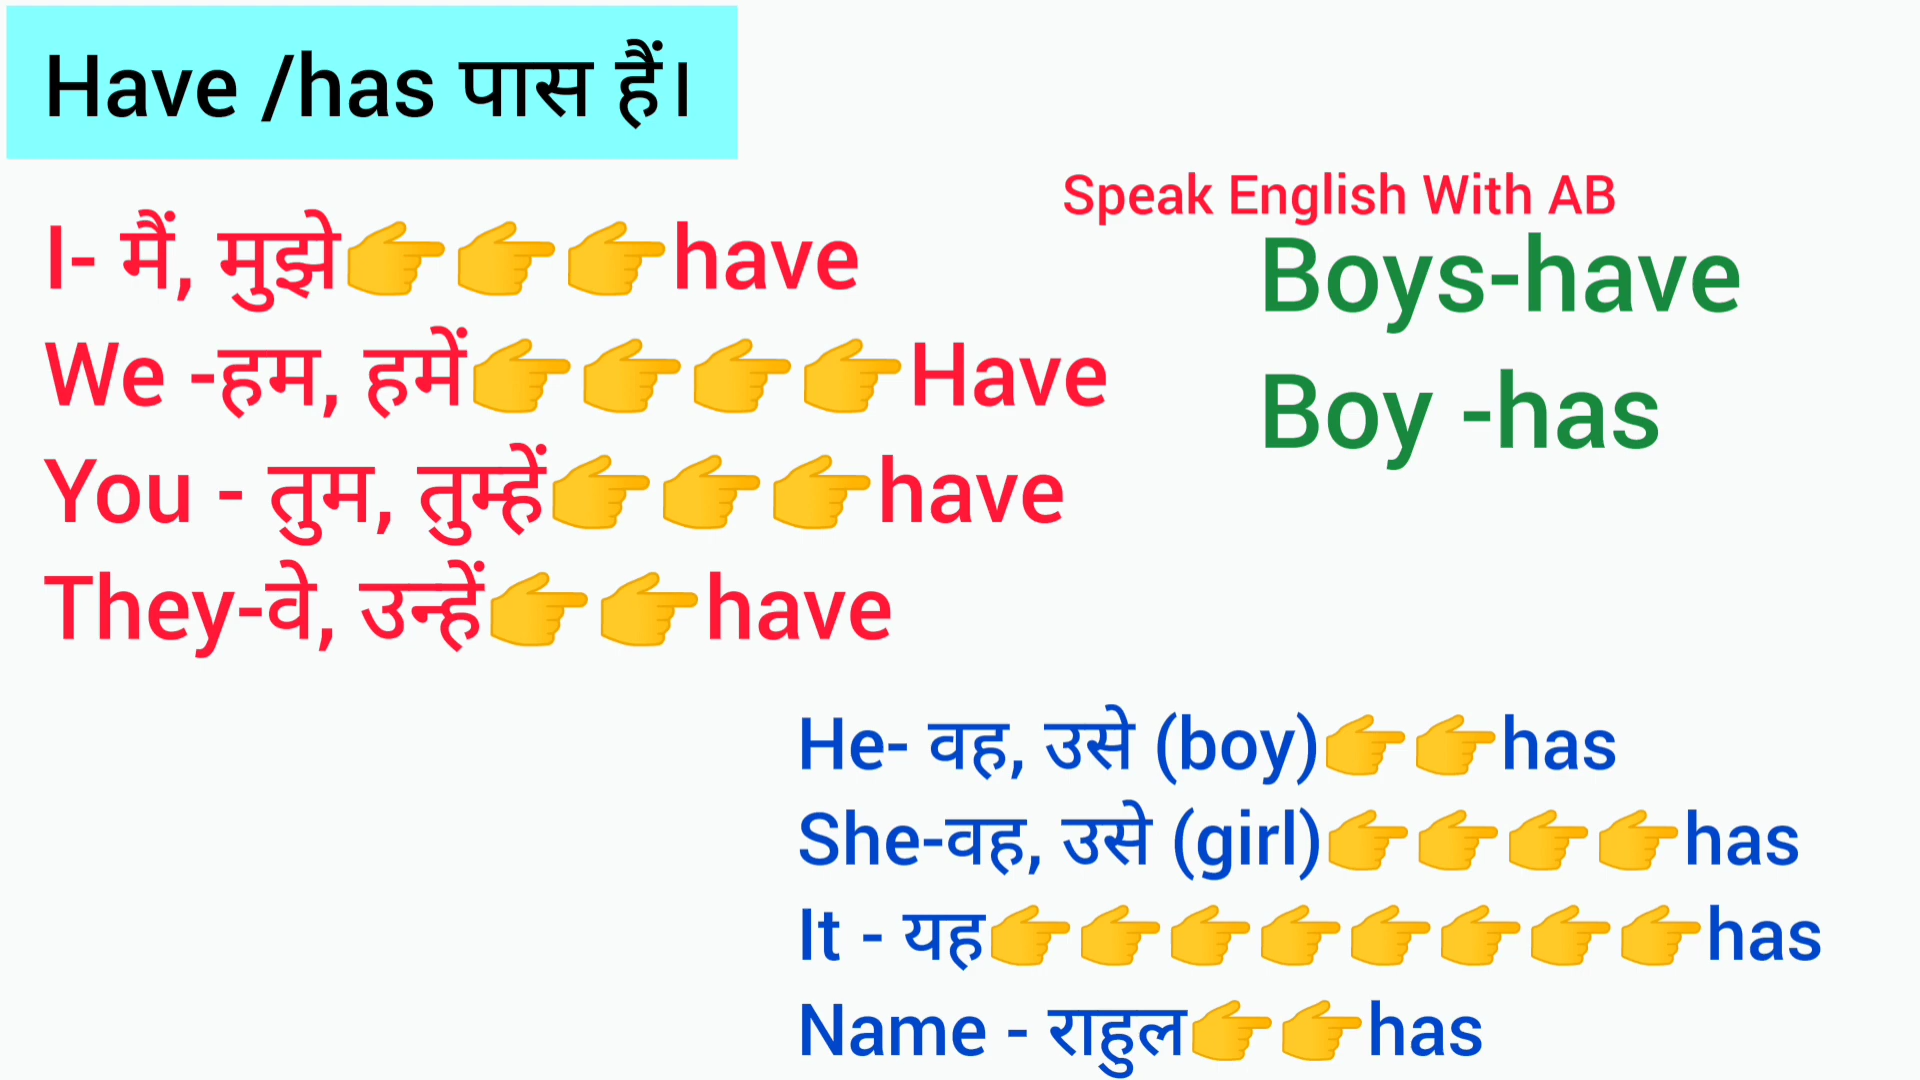 Have /has पास हैं।
I- मैं, मुझे👉👉👉have
We -हम, हमें👉👉👉👉Have
You - तुम, तुम्हें👉👉👉have
They-वे, उन्हें👉👉have
Speak English With AB
Boys-have
Boy -has
He- वह, उसे (boy)👉👉has
She-वह, उसे (girl)👉👉👉👉has
It - यह👉👉👉👉👉👉👉👉has
Name - राहुल👉👉has